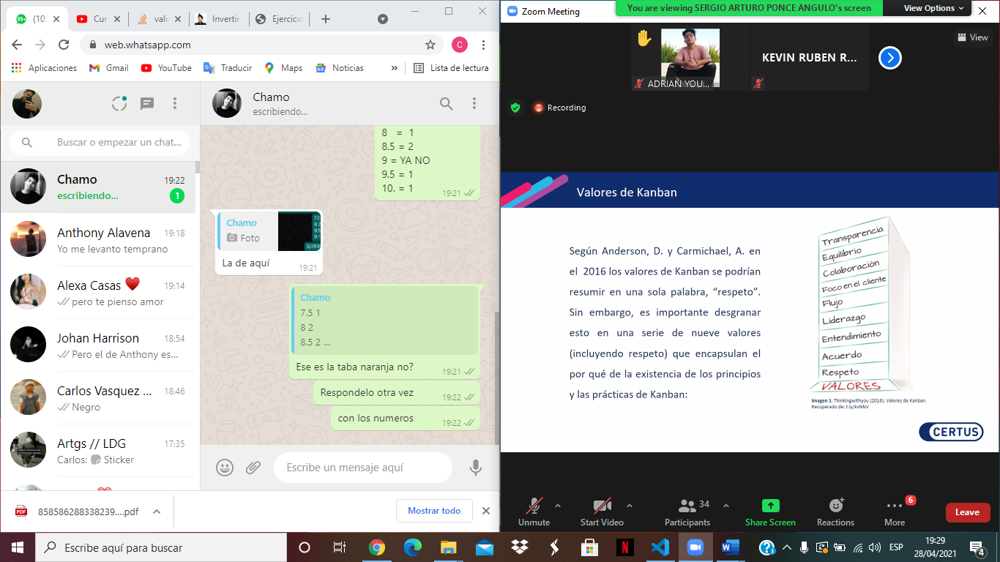 (10
Cur
vali
Invertir
Ejercicio
web.whatsapp.com
C
Aplicaciones
Gmail
YouTube
Traducir
Maps
Noticias
»
Lista de lectura
Chamo
escribiendo...
Buscar o empezar un chat...
Chamo
19:22
escribiendo...
1
Anthony Alavena
19:18
Yo me levanto temprano
Alexa Casas
19:14
pero te pienso amor
Johan Harrison
18:54
Pero el de Anthony es...
Carlos Vasquez ...
18:46
Negro
Artgs // LDG
17:35
Carlos: Sticker
8 = 1
8.5 = 2
9 = YA NO
9.5 = 1
10. = 1
19:21
Chamo
Foto
La de aquí
19:21
Chamo
7.5 1
8 2
8.5 2 ...
Ese es la taba naranja no?
19:21
Respondelo otra vez
19:22
con los numeros
19:22
Escribe un mensaje aquí
PDF
858586288338239....pdf
Mostrar todo
Zoom Meeting
You are viewing SERGIO ARTURO PONCE ANGULO's screen
View Options
ADRIAN YOU...
KEVIN RUBEN R...
View
Recording
Valores de Kanban
Según Anderson, D. y Carmichael, A. en
el 2016 los valores de Kanban se podrían
resumir en una sola palabra, “respeto”.
Sin embargo, es importante desgranar
esto en una serie de nueve valores
(incluyendo respeto) que encapsulan el
por qué de la existencia de los principios
y las prácticas de Kanban:
Transparencia
Equilibrio
Colaboración
Foco en el cliente
Flujo
Liderazgo
Entendimiento
Acuerdo
Respeto
VALORES
Imagen 1. Thinkingwithyou (2016). Valores de Kanban.
Recuperado de: t.ly/kvNNV
CERTUS
Unmute
Start Video
34
Participants
Share Screen
Reactions
6
More
Leave
Escribe aquí para buscar
ESP
19:29
28/04/2021
4